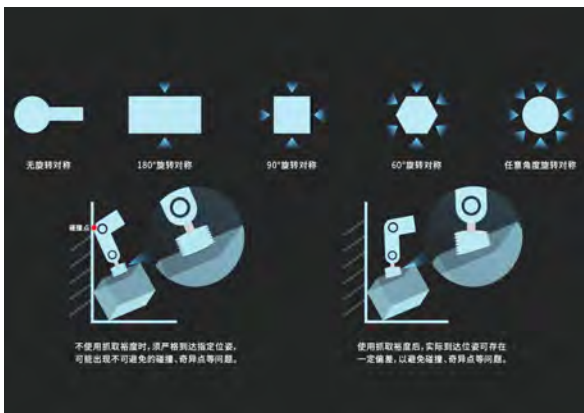 无旋转对称
180°旋转对称
90°旋转对称
60°旋转对称
任意角度旋转对称
碰撞点
不使用抓取裕度时，须严格到达指定位姿，
可能出现不可避免的碰撞、奇异点等问题。
使用抓取裕度后，实际到达位姿可存在
一定偏差，以避免碰撞、奇异点等问题。